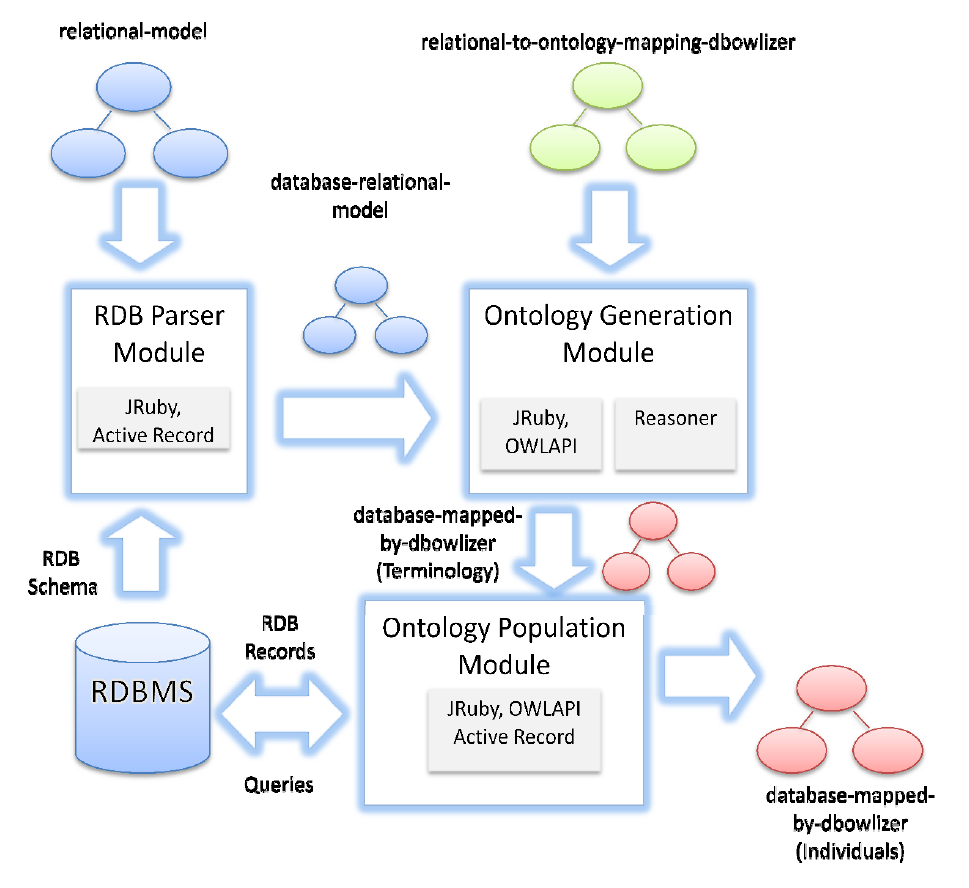 relational-model
relational-to-ontology-mapping-dbowlizer
database-relational-
model
RDB Parser
Module
JRuby,
Active Record
Ontology Generation
Module
JRuby,
OWLAPI
Reasoner
database-mapped-
by-dbowlizer
(Terminology)
RDB
Schema
RDBMS
RDB
Records
Queries
Ontology Population
Module
JRuby, OWLAPI
Active Record
database-mapped-
by-dbowlizer
(Individuals)